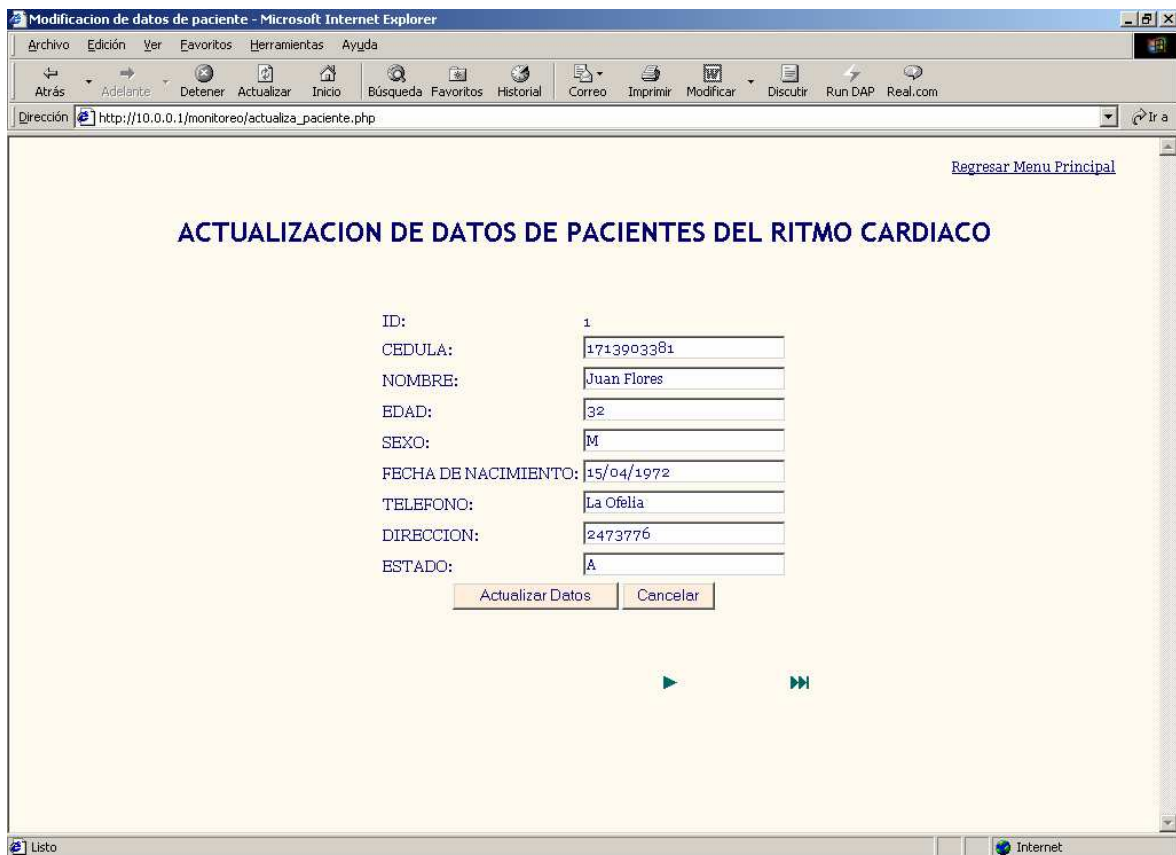 Modificacion de datos de paciente - Microsoft Internet Explorer
Archivo Edición Ver Favoritos Herramientas Ayuda
Atrás Adelante Detener Actualizar Inicio Búsqueda Favoritos Historial Correo Imprimir Modificar Discutir Run DAP Real.com
Dirección http://10.0.0.1/monitoreo/actualiza_paciente.php Ir a
Regresar Menu Principal
ACTUALIZACION DE DATOS DE PACIENTES DEL RITMO CARDIACO
ID: 1
CEDULA: 1713903381
NOMBRE: Juan Flores
EDAD: 32
SEXO: M
FECHA DE NACIMIENTO: 15/04/1972
TELEFONO: La Ofelia
DIRECCION: 2473776
ESTADO: A
Actualizar Datos Cancelar
Listo Internet